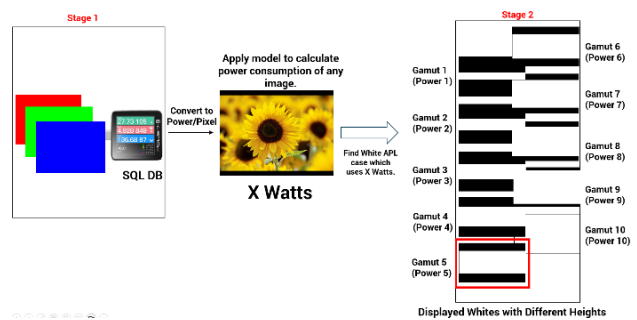 Stage 1
SQL DB
Convert to
Power/Pixel
Apply model to calculate
power consumption of any
image.
X Watts
Find White APL
case which
uses X Watts.
Stage 2
Gamut 1
(Power 1)
Gamut 2
(Power 2)
Gamut 3
(Power 3)
Gamut 4
(Power 4)
Gamut 5
(Power 5)
Gamut 6
(Power 6)
Gamut 7
(Power 7)
Gamut 8
(Power 8)
Gamut 9
(Power 9)
Gamut 10
(Power 10)
Displayed Whites with Different Heights